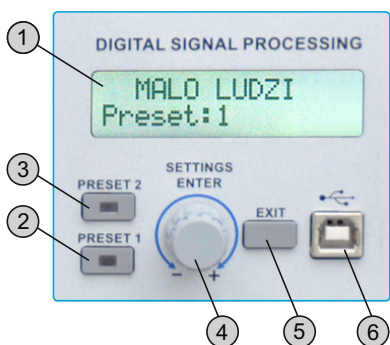 1
DIGITAL SIGNAL PROCESSING
MALO LUDZI
Preset:1
3
PRESET 2
SETTINGS
ENTER
EXIT
2
PRESET 1
- +
4
5
6